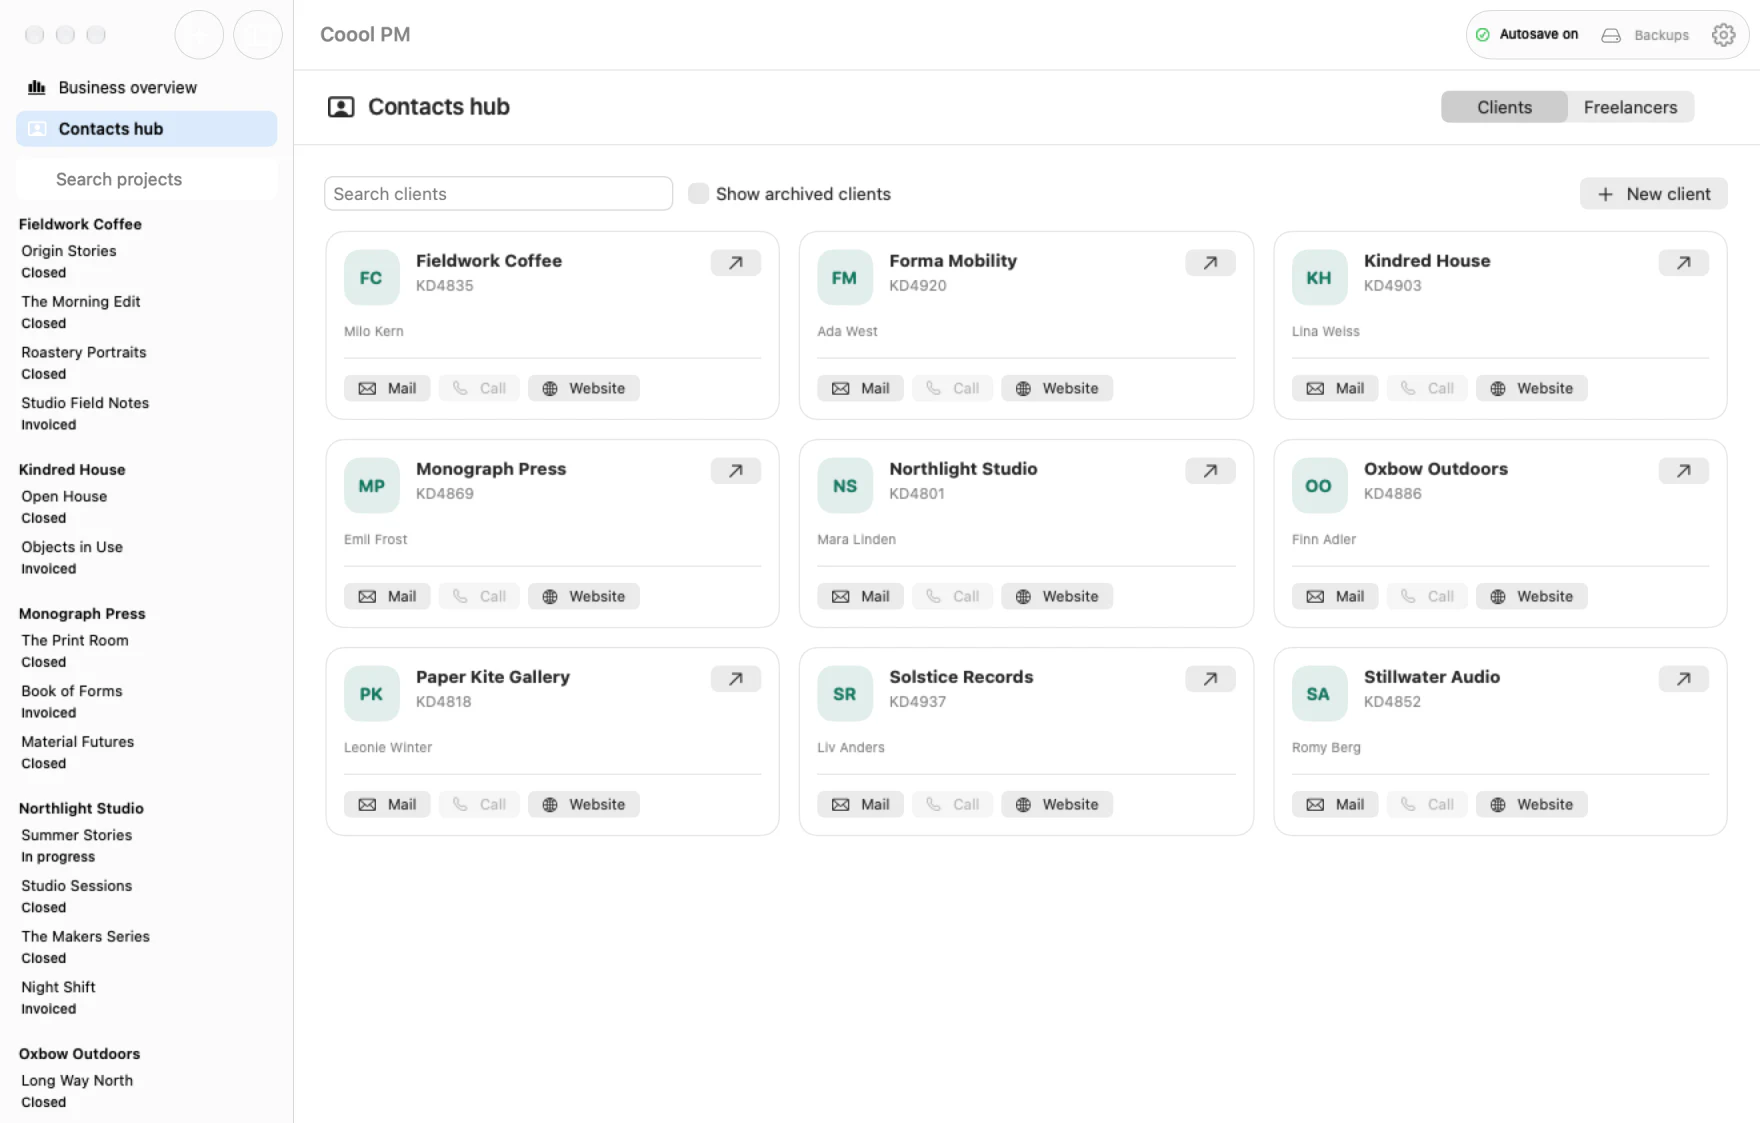 Coool PM
Autosave on
Backups
Business overview
Contacts hub
Search projects
Fieldwork Coffee
Origin Stories
Closed
The Morning Edit
Closed
Roastery Portraits
Closed
Studio Field Notes
Invoiced
Kindred House
Open House
Closed
Objects in Use
Invoiced
Monograph Press
The Print Room
Closed
Book of Forms
Invoiced
Material Futures
Closed
Northlight Studio
Summer Stories
In progress
Studio Sessions
Closed
The Makers Series
Closed
Night Shift
Invoiced
Oxbow Outdoors
Long Way North
Closed
Contacts hub
Clients
Freelancers
Search clients
Show archived clients
New client
FC
Fieldwork Coffee
KD4835
Milo Kern
Mail
Call
Website
FM
Forma Mobility
KD4920
Ada West
Mail
Call
Website
KH
Kindred House
KD4903
Lina Weiss
Mail
Call
Website
MP
Monograph Press
KD4869
Emil Frost
Mail
Call
Website
NS
Northlight Studio
KD4801
Mara Linden
Mail
Call
Website
OO
Oxbow Outdoors
KD4886
Finn Adler
Mail
Call
Website
PK
Paper Kite Gallery
KD4818
Leonie Winter
Mail
Call
Website
SR
Solstice Records
KD4937
Liv Anders
Mail
Call
Website
SA
Stillwater Audio
KD4852
Romy Berg
Mail
Call
Website